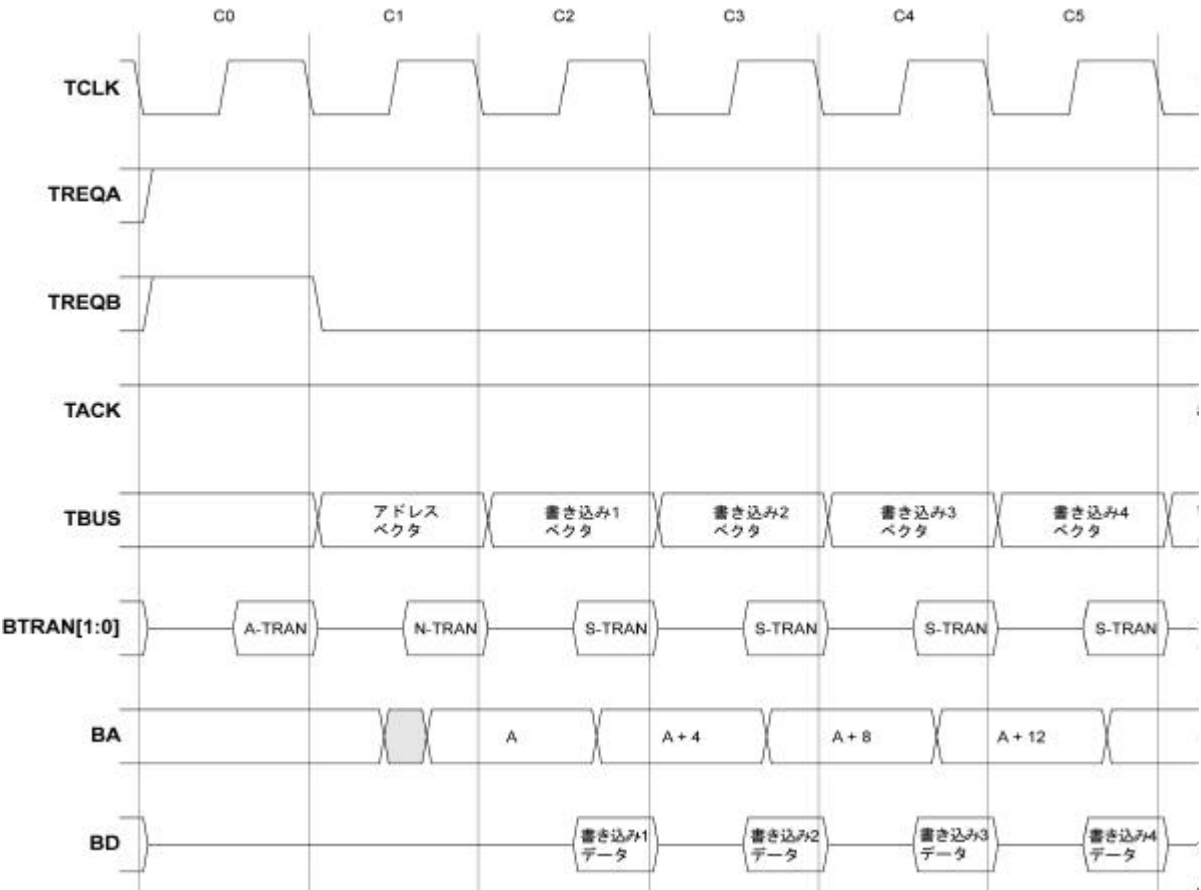 C0 C1 C2 C3 C4 C5
TCLK
TREQA
TREQB
TACK
TBUS
アドレス
ベクタ
書き込み1
ベクタ
書き込み2
ベクタ
書き込み3
ベクタ
書き込み4
ベクタ
BTRAN[1:0]
A-TRAN N-TRAN S-TRAN S-TRAN S-TRAN S-TRAN
BA
A A + 4 A + 8 A + 12
BD
書き込み1
データ
書き込み2
データ
書き込み3
データ
書き込み4
データ